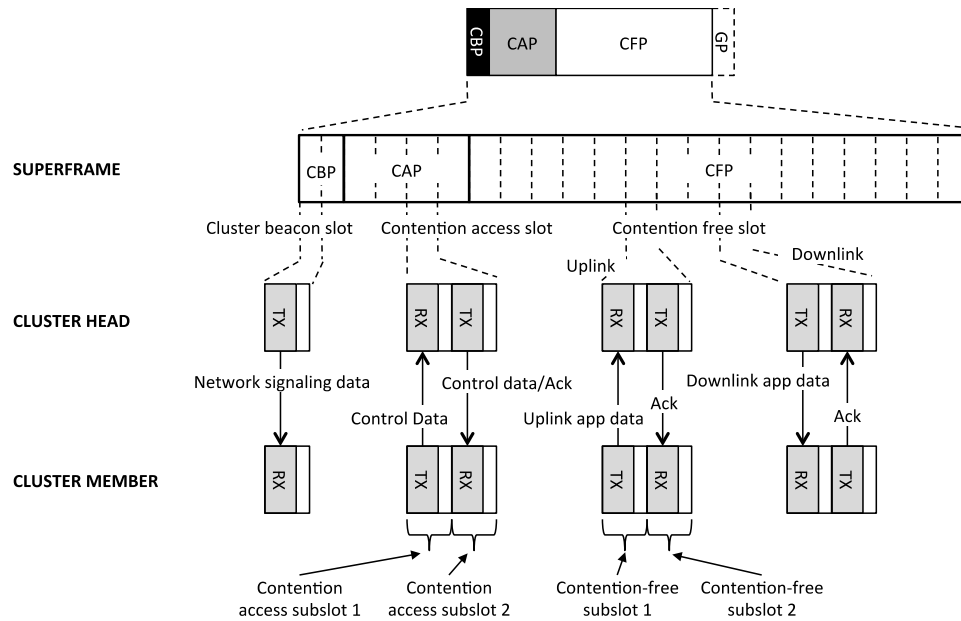 CBP
CAP
CFP
GP
SUPERFRAME
CBP
CAP
CFP
Cluster beacon slot
Contention access slot
Contention free slot
Uplink
Downlink
CLUSTER HEAD
TX
RX
TX
RX
TX
TX
RX
Network signaling data
Control data/Ack
Downlink app data
Control Data
Uplink app data
Ack
Ack
CLUSTER MEMBER
RX
TX
RX
TX
RX
RX
TX
Contention
access subslot 1
Contention
access subslot 2
Contention-free
subslot 1
Contention-free
subslot 2